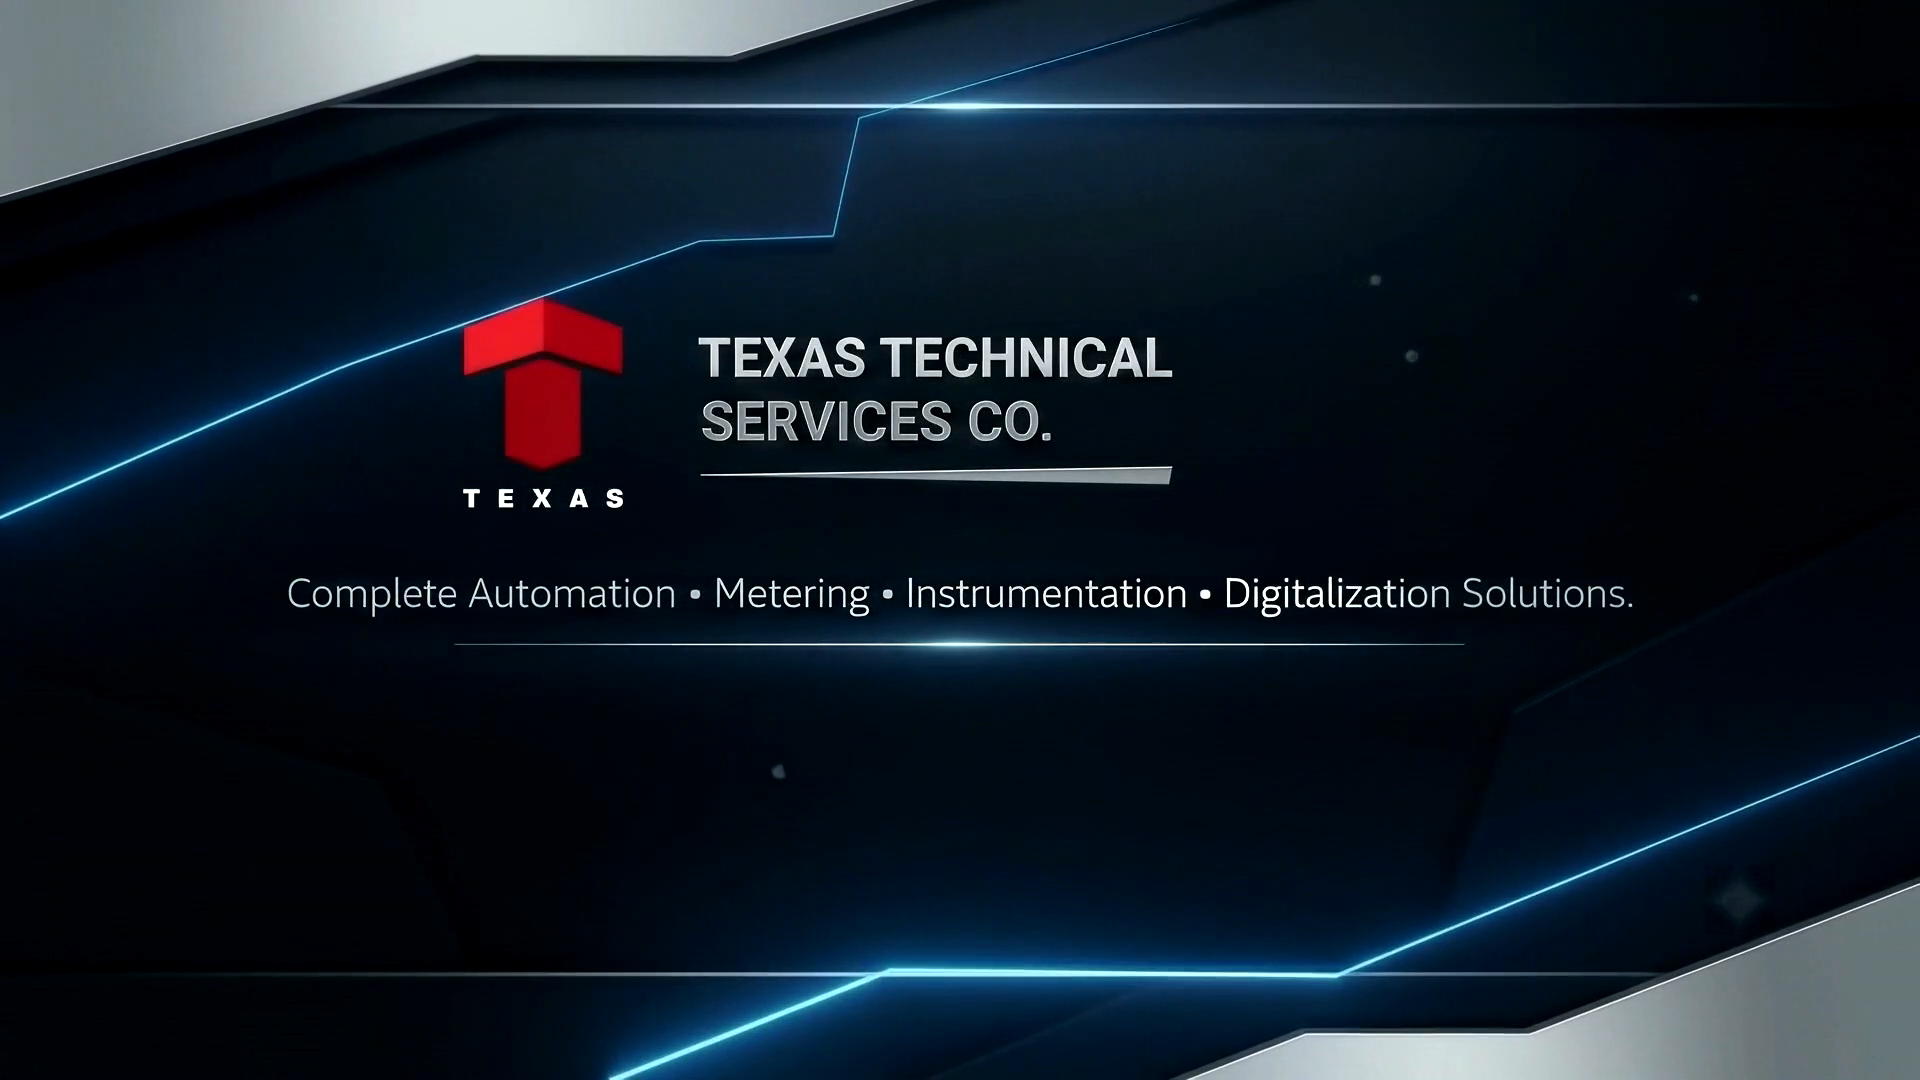 TEXAS
TEXAS TECHNICAL
SERVICES CO.
Complete Automation • Metering • Instrumentation • Digitalization Solutions.